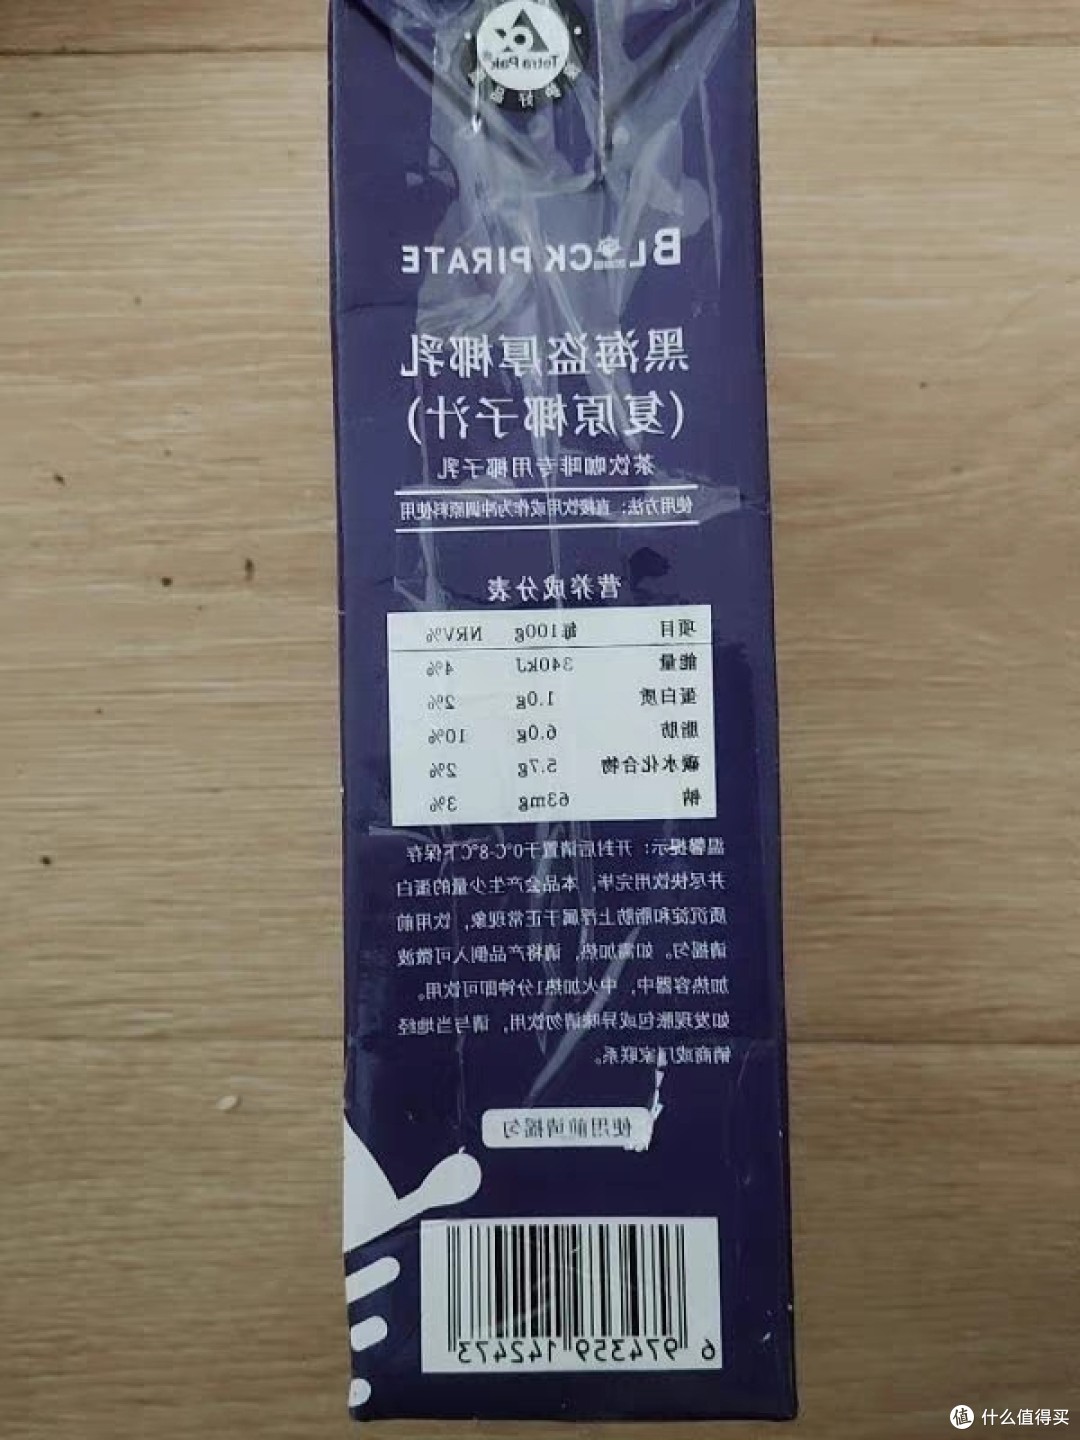 Tetra Pak
BLACK PIRATE
黑海盗厚椰乳
(复原椰子汁)
茶饮咖啡专用椰子乳
使用方法：直接饮用或作为冲调原料使用
营养成分表
项目 每100g NRV%
能量 340kJ 4%
蛋白质 1.0g 2%
脂肪 6.0g 10%
碳水化合物 5.7g 2%
钠 63mg 3%
温馨提示：开封后请置于0℃-8℃下保存
并尽快饮用完毕，本品会产生少量的蛋白
质沉淀和脂肪上浮属于正常现象，饮用前
请摇匀。如需加热，请将产品倒入可微波
加热容器中，中火加热1分钟即可饮用。
如发现胀包或异味请勿饮用，请与当地经
销商或厂家联系。
使用前请摇匀
6 974359 142473
值 什么值得买